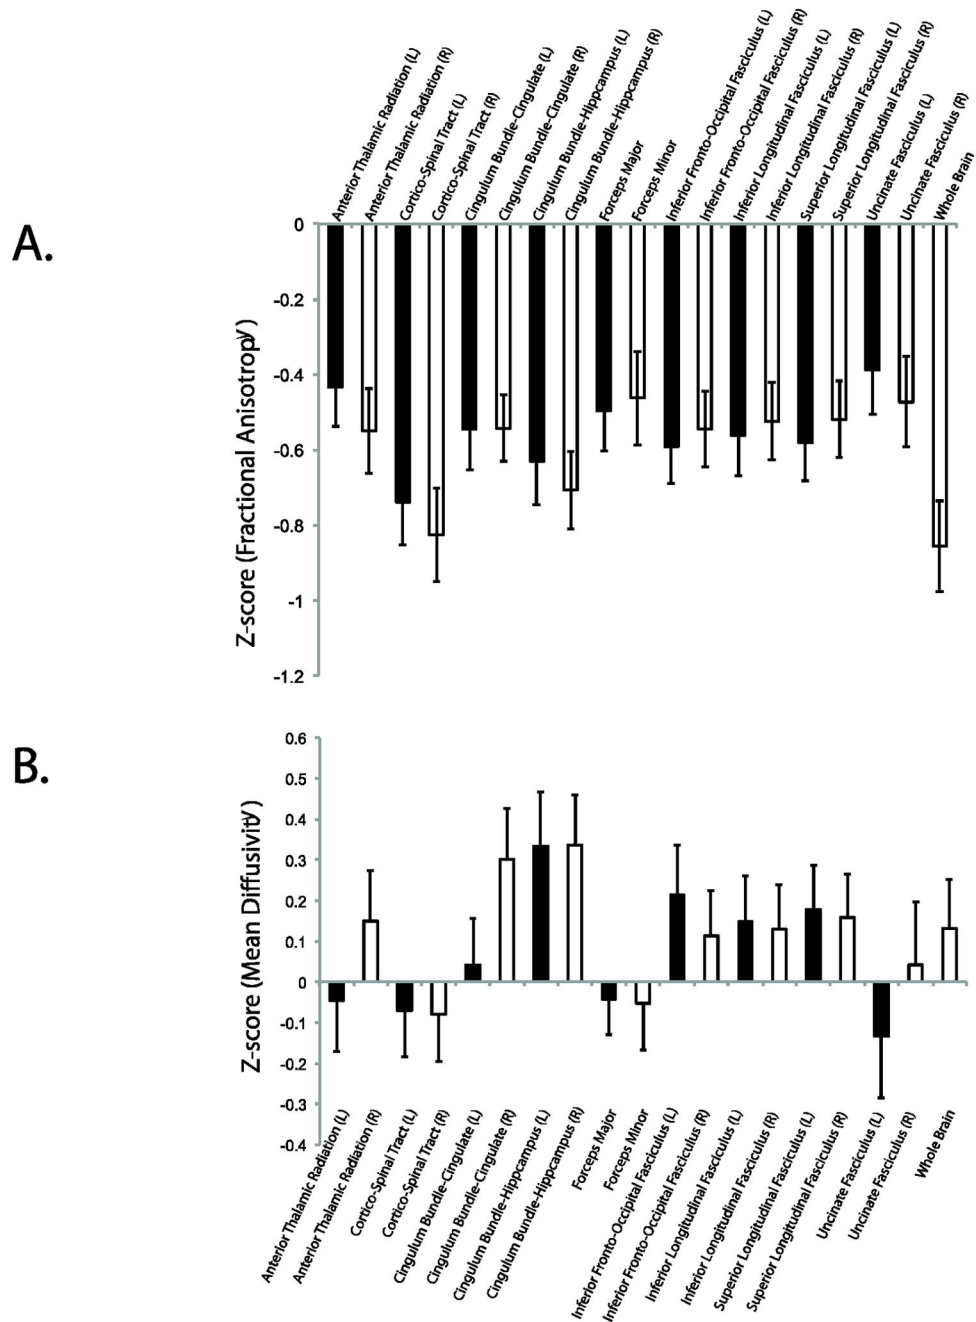 A.
Anterior Thalamic Radiation (L)
Anterior Thalamic Radiation (R)
Cortico-Spinal Tract (L)
Cortico-Spinal Tract (R)
Cingulum Bundle-Cingulate (L)
Cingulum Bundle-Cingulate (R)
Cingulum Bundle-Hippcampus (L)
Cingulum Bundle-Hippcampus (R)
Forceps Major
Forceps Minor
Inferior Fronto-Occipital Fasciculus (L)
Inferior Fronto-Occipital Fasciculus (R)
Inferior Longitudinal Fasciculus (L)
Inferior Longitudinal Fasciculus (R)
Superior Longitudinal Fasciculus (L)
Superior Longitudinal Fasciculus (R)
Uncinate Fasciculus (L)
Uncinate Fasciculus (R)
Whole Brain
Z-score (Fractional Anisotropy)
0
-0.2
-0.4
-0.6
-0.8
-1
-1.2
B.
Z-score (Mean Diffusivity)
0.6
0.5
0.4
0.3
0.2
0.1
0
-0.1
-0.2
-0.3
-0.4
Anterior Thalamic Radiation (L)
Anterior Thalamic Radiation (R)
Cortico-Spinal Tract (L)
Cortico-Spinal Tract (R)
Cingulum Bundle-Cingulate (L)
Cingulum Bundle-Cingulate (R)
Cingulum Bundle-Hippcampus (L)
Cingulum Bundle-Hippcampus (R)
Forceps Major
Forceps Minor
Inferior Fronto-Occipital Fasciculus (L)
Inferior Fronto-Occipital Fasciculus (R)
Inferior Longitudinal Fasciculus (L)
Inferior Longitudinal Fasciculus (R)
Superior Longitudinal Fasciculus (L)
Superior Longitudinal Fasciculus (R)
Uncinate Fasciculus (L)
Uncinate Fasciculus (R)
Whole Brain